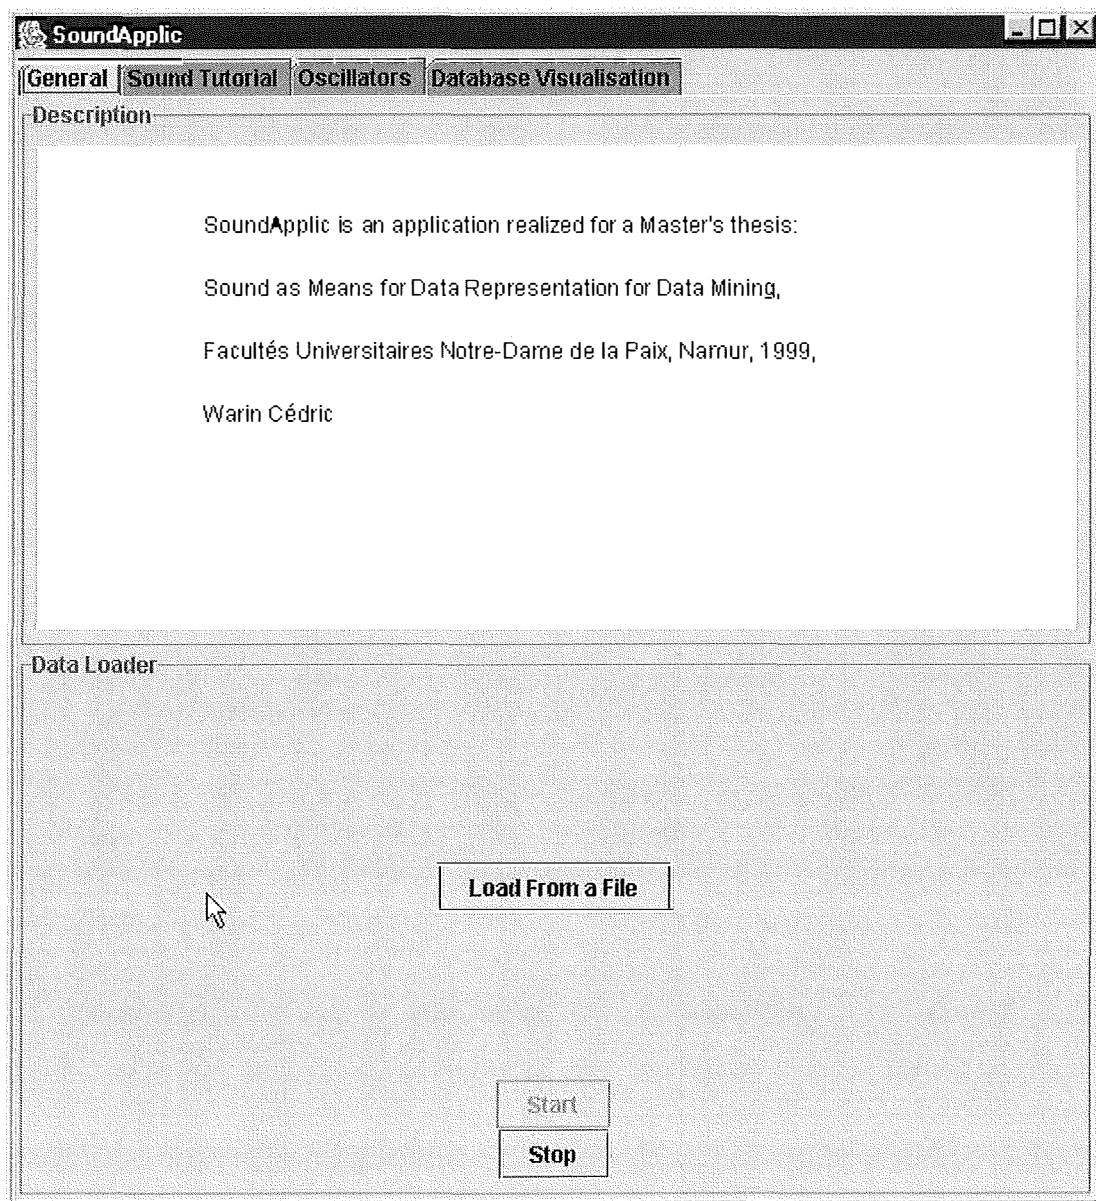 SoundApplic
General Sound Tutorial Oscillators Database Visualisation
Description
SoundApplic is an application realized for a Master's thesis:
Sound as Means for Data Representation for Data Mining,
Facultés Universitaires Notre-Dame de la Paix, Namur, 1999,
Warin Cédric
Data Loader
Load From a File
Start
Stop